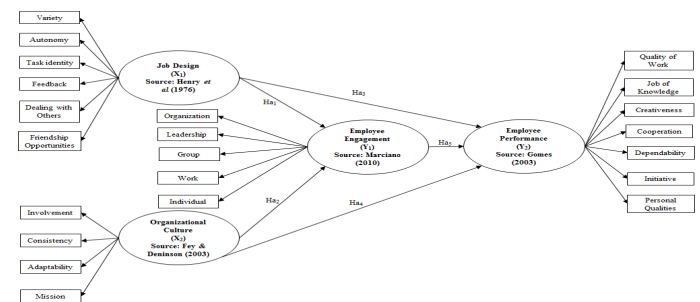 Variety
Autonomy
Task identity
Feedback
Dealing with
Others
Friendship
Opportunities
Job Design
(X1)
Source: Henry et
al (1976)
Ha1
Ha3
Organization
Leadership
Group
Work
Individual
Employee
Engagement
(Y1)
Source: Marciano
(2010)
Ha5
Employee
Performance
(Y2)
Source: Gomes
(2003)
Quality of
Work
Job of
Knowledge
Creativeness
Cooperation
Dependability
Initiative
Personal
Qualities
Involvement
Consistency
Adaptability
Mission
Organizational
Culture
(X2)
Source: Fey &
Deninson (2003)
Ha2
Ha4